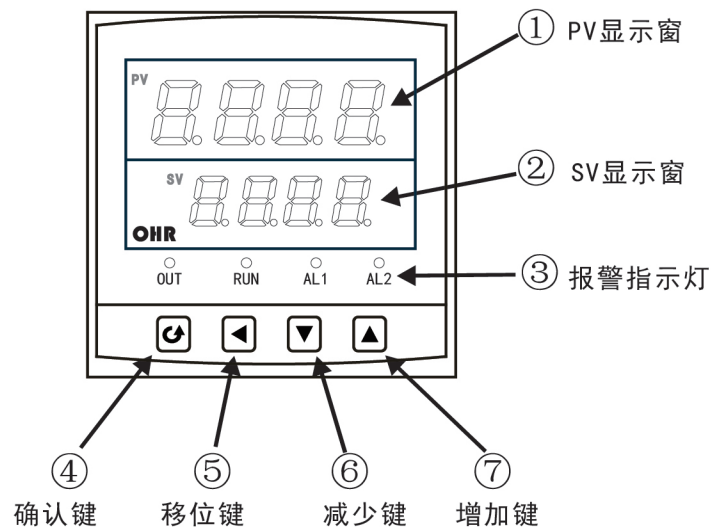 ① PV显示窗
PV
② SV显示窗
SV
OHR
OUT RUN AL1 AL2
③ 报警指示灯
④ ⑤ ⑥ ⑦
确认键 移位键 减少键 增加键